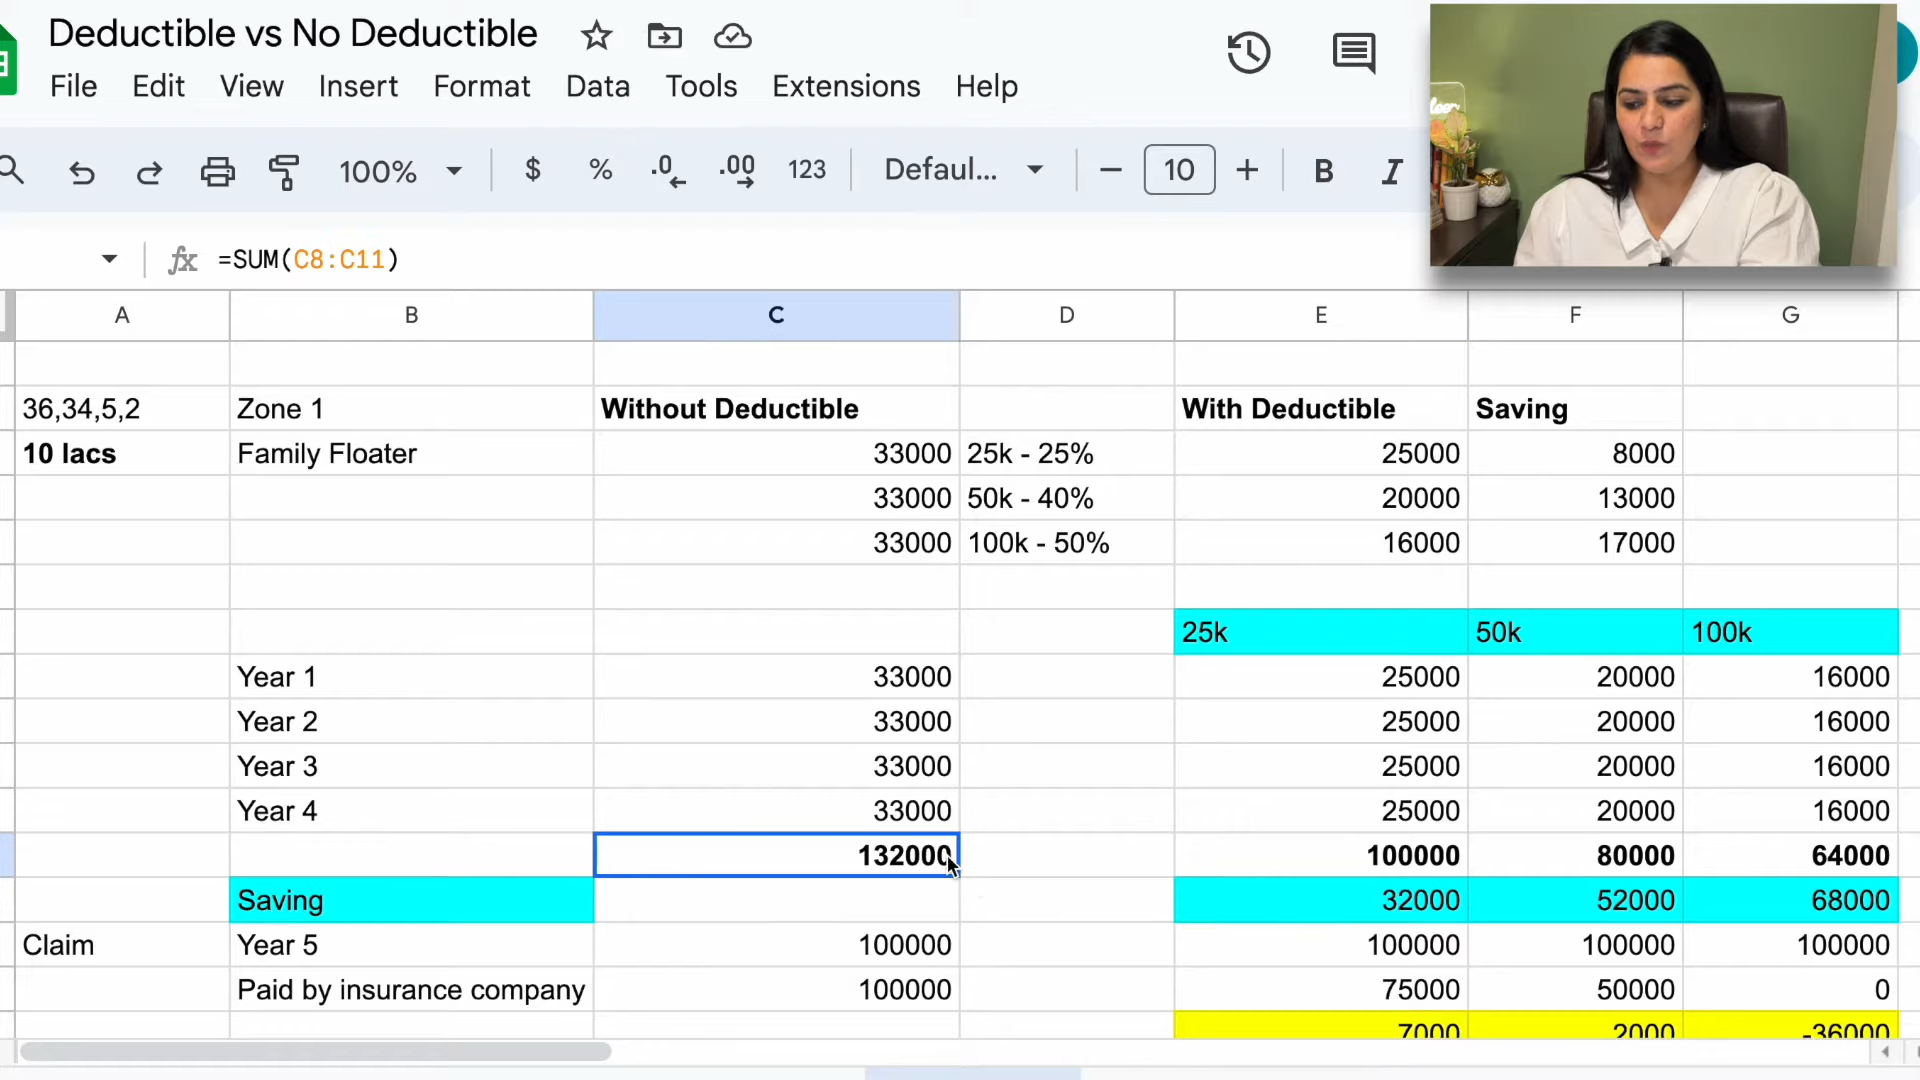 Deductible vs No Deductible
File Edit View Insert Format Data Tools Extensions Help
100% $ % .0 .00 123 Defaul... 10 B I
=SUM(C8:C11)
A B C D E F G
36,34,5,2 Zone 1 Without Deductible With Deductible Saving
10 lacs Family Floater 33000 25k - 25% 25000 8000
33000 50k - 40% 20000 13000
33000 100k - 50% 16000 17000
25k 50k 100k
Year 1 33000 25000 20000 16000
Year 2 33000 25000 20000 16000
Year 3 33000 25000 20000 16000
Year 4 33000 25000 20000 16000
132000 100000 80000 64000
Saving 32000 52000 68000
Claim Year 5 100000 100000 100000 100000
Paid by insurance company 100000 75000 50000 0
7000 2000 -36000